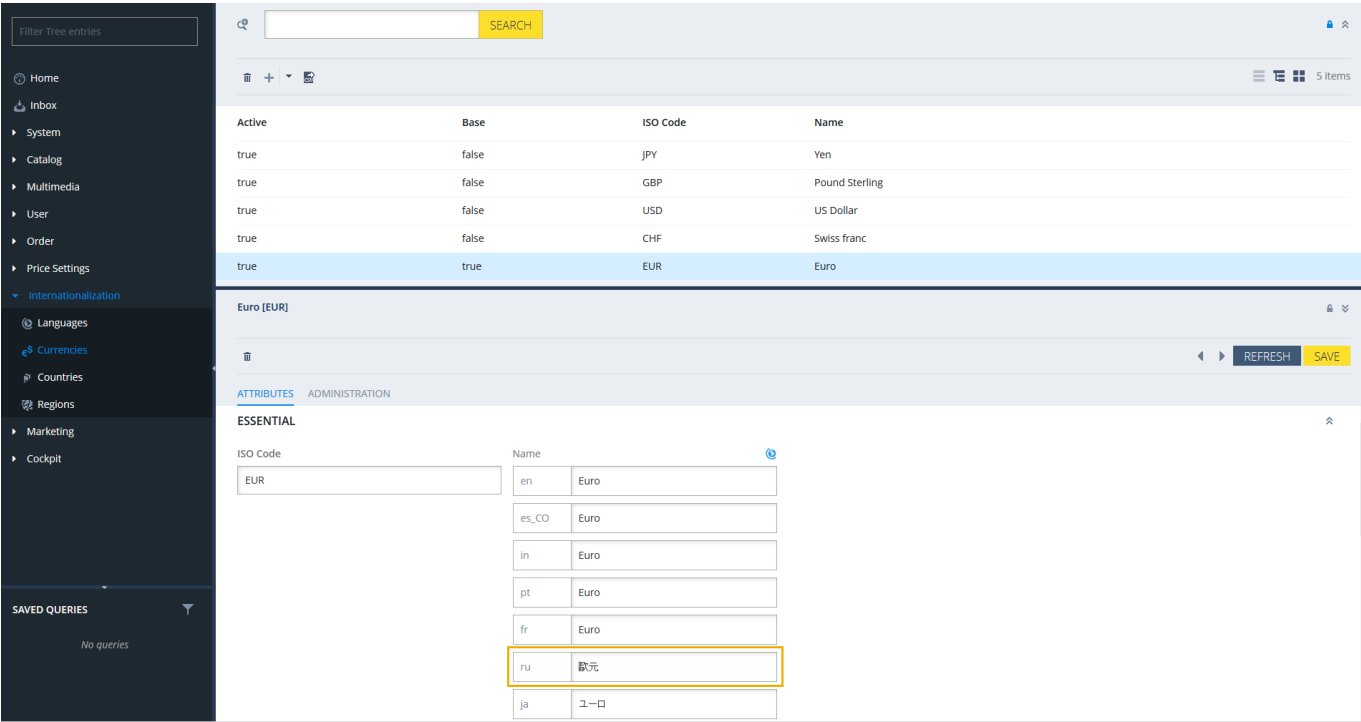 Filter Tree entries
Home
Inbox
System
Catalog
Multimedia
User
Order
Price Settings
Internationalization
Languages
Currencies
Countries
Regions
Marketing
Cockpit
SAVED QUERIES
No queries
SEARCH
5 items
Active Base ISO Code Name
true false JPY Yen
true false GBP Pound Sterling
true false USD US Dollar
true false CHF Swiss franc
true true EUR Euro
Euro [EUR]
REFRESH SAVE
ATTRIBUTES ADMINISTRATION
ESSENTIAL
ISO Code
EUR
Name
en Euro
es_CO Euro
in Euro
pt Euro
fr Euro
ru 歐元
ja ユーロ